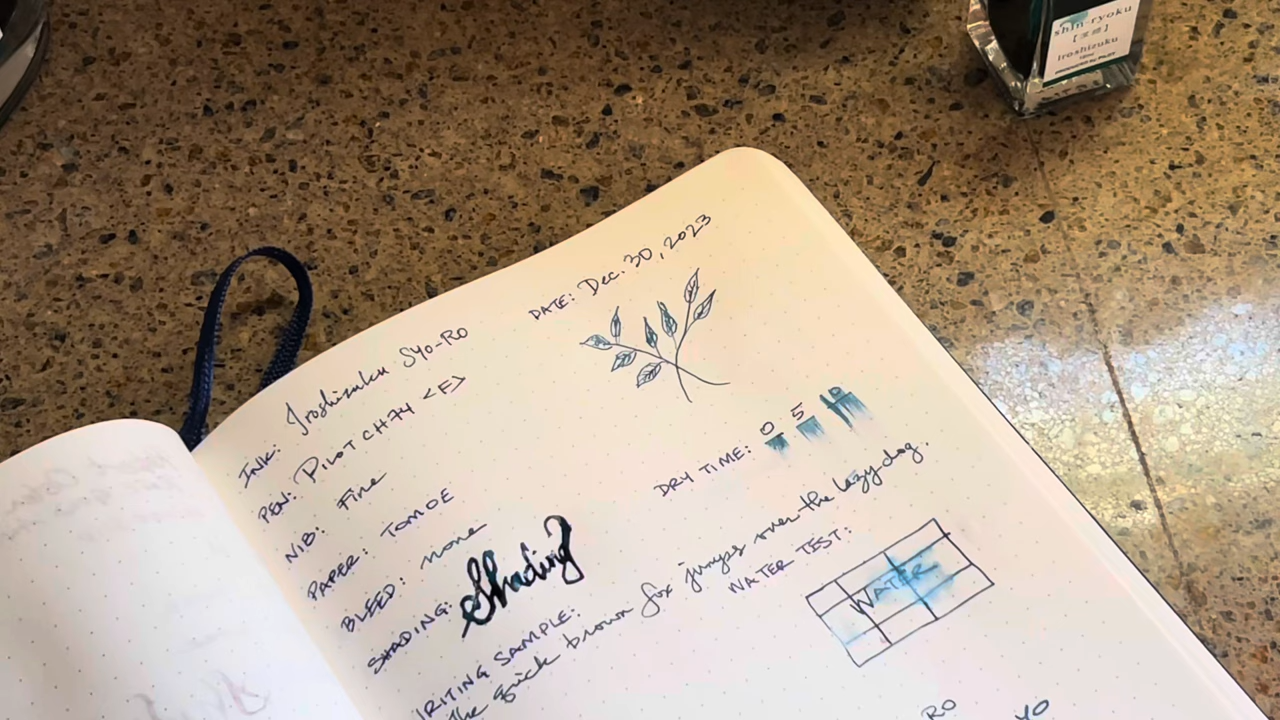 shin-ryoku
iroshizuku
DATE: Dec. 30, 2023
INK: Iroshizuku SYO-RO
PEN: PILOT CH74 <F>
NIB: Fine
PAPER: TOMOE
BLEED: none
SHADING: Shading
DRY TIME: 0 5 10
WRITING SAMPLE:
the quick brown fox jumps over the lazy dog.
WATER TEST:
WATER
RO
YO